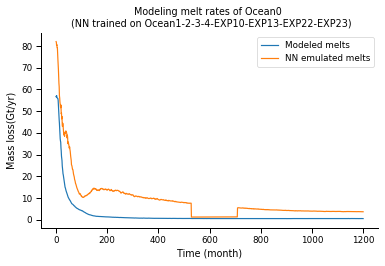 Modeling melt rates of Ocean0
(NN trained on Ocean1-2-3-4-EXP10-EXP13-EXP22-EXP23)
Modeled melts
NN emulated melts
Mass loss(Gt/yr)
80
70
60
50
40
30
20
10
0
0 200 400 600 800 1000 1200
Time (month)